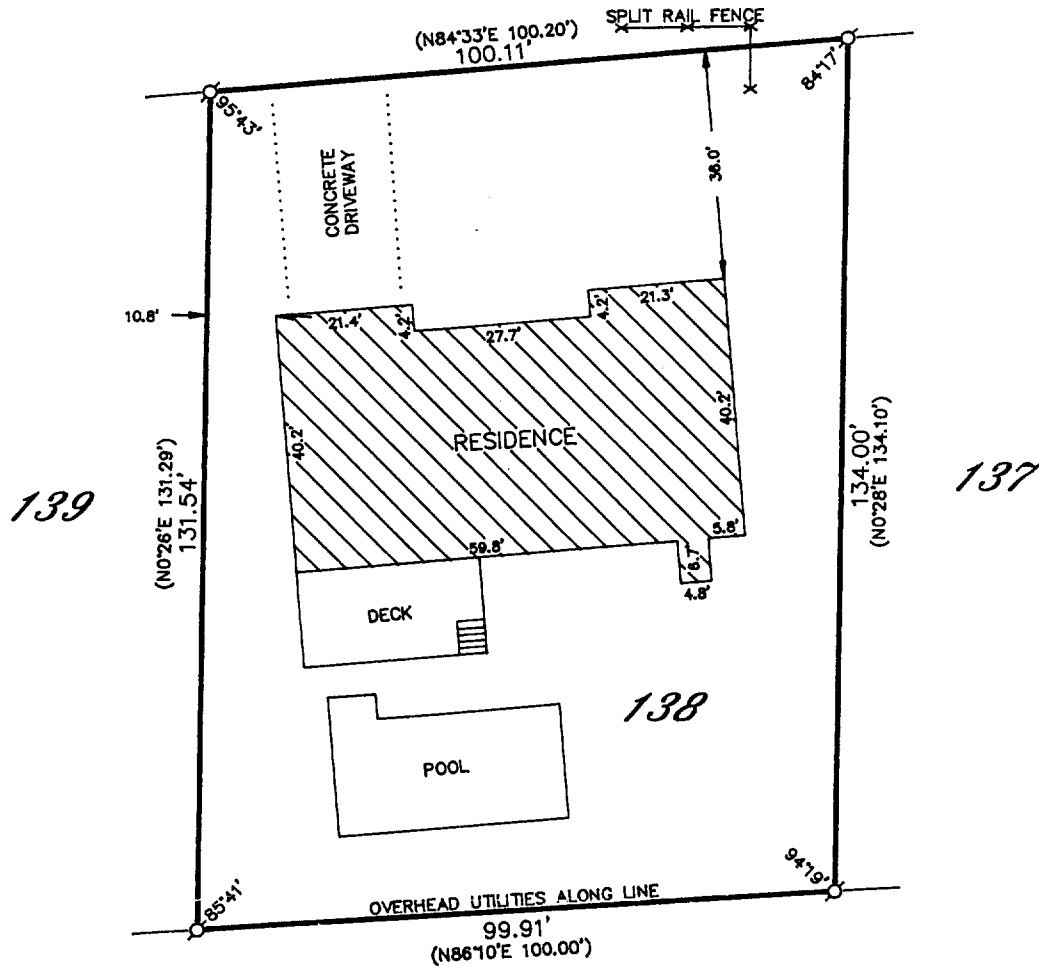 SPLIT RAIL FENCE
(N84°33'E 100.20')
100.11'
95°43'
84°17'
CONCRETE
DRIVEWAY
36.0'
10.8'
21.4'
4.2'
27.7'
4.2'
21.3'
40.2'
RESIDENCE
40.2'
139
(N0°26'E 131.29')
131.54'
134.00'
(N0°28'E 134.10')
137
59.8'
5.8'
6.7'
4.8'
DECK
138
POOL
85°41'
94°19'
OVERHEAD UTILITIES ALONG LINE
99.91'
(N86°10'E 100.00')